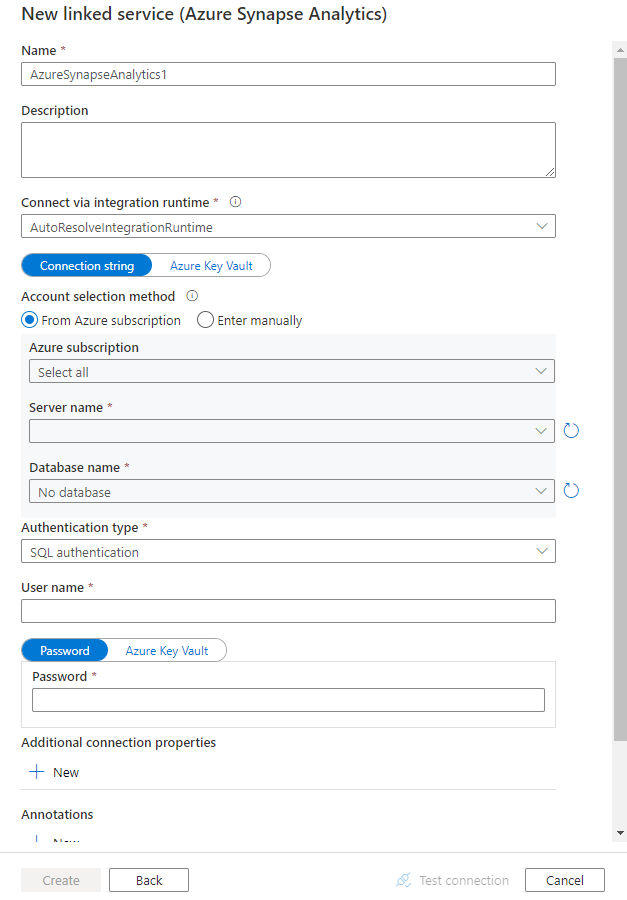 New linked service (Azure Synapse Analytics)
Name *
AzureSynapseAnalytics1
Description
Connect via integration runtime *
AutoResolveIntegrationRuntime
Connection string Azure Key Vault
Account selection method
From Azure subscription Enter manually
Azure subscription
Select all
Server name *
Database name *
No database
Authentication type *
SQL authentication
User name *
Password Azure Key Vault
Password *
Additional connection properties
New
Annotations
New
Create Back Test connection Cancel